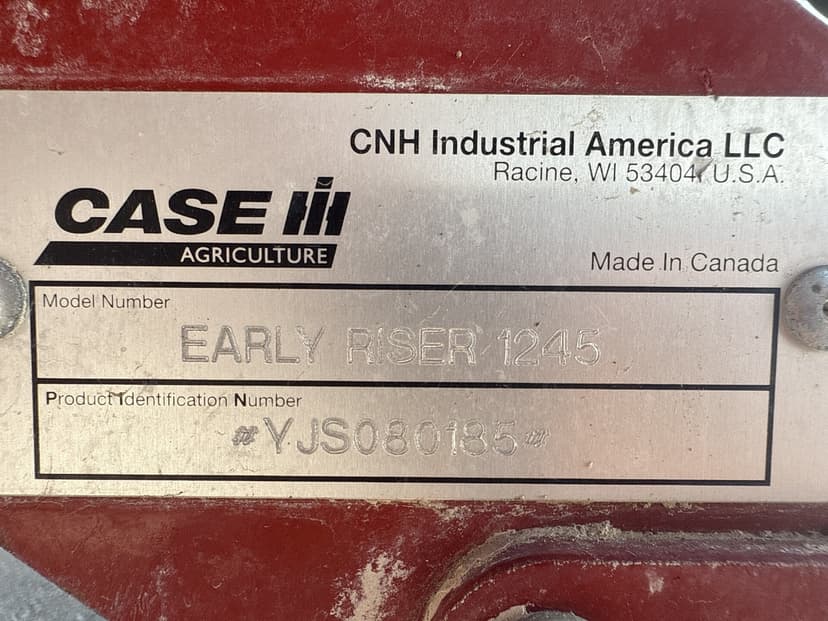 CNH Industrial America LLC
Racine, WI 53404, U.S.A.
CASE IH
AGRICULTURE
Made In Canada
Model Number
EARLY RISER 1245
Product Identification Number
*YJS080185*